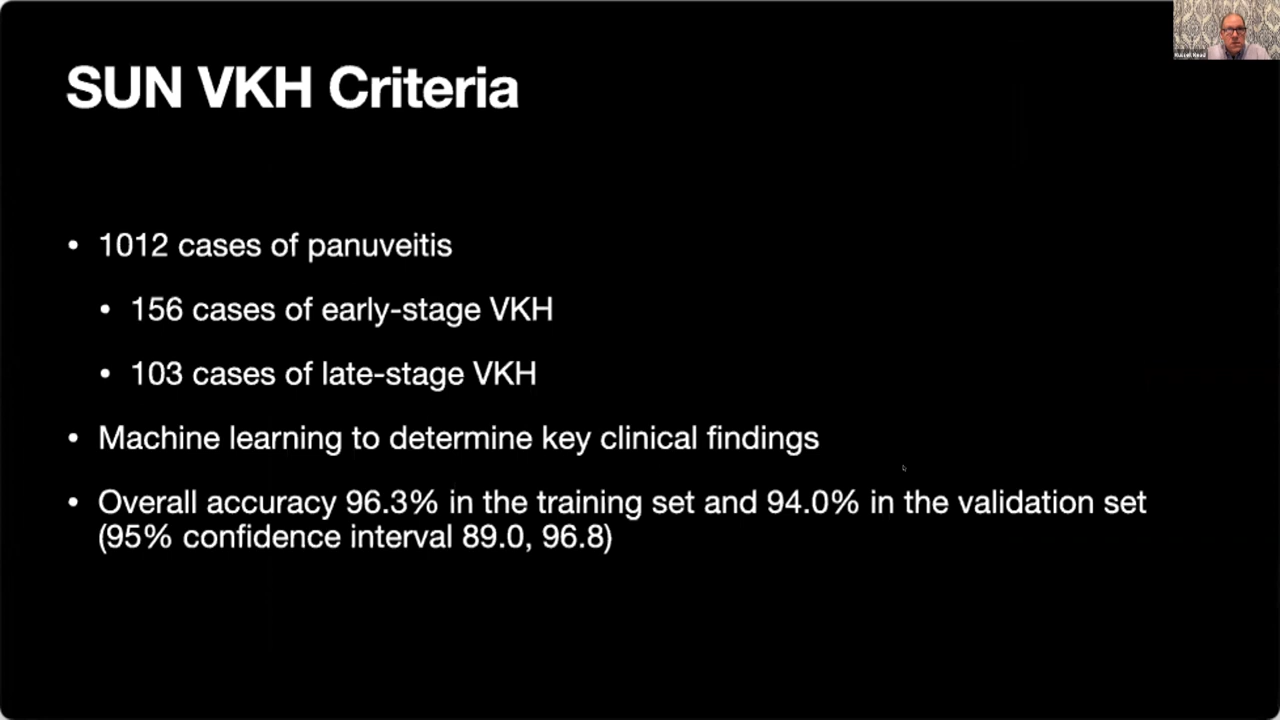 SUN VKH Criteria
• 1012 cases of panuveitis
• 156 cases of early-stage VKH
• 103 cases of late-stage VKH
• Machine learning to determine key clinical findings
• Overall accuracy 96.3% in the training set and 94.0% in the validation set
(95% confidence interval 89.0, 96.8)